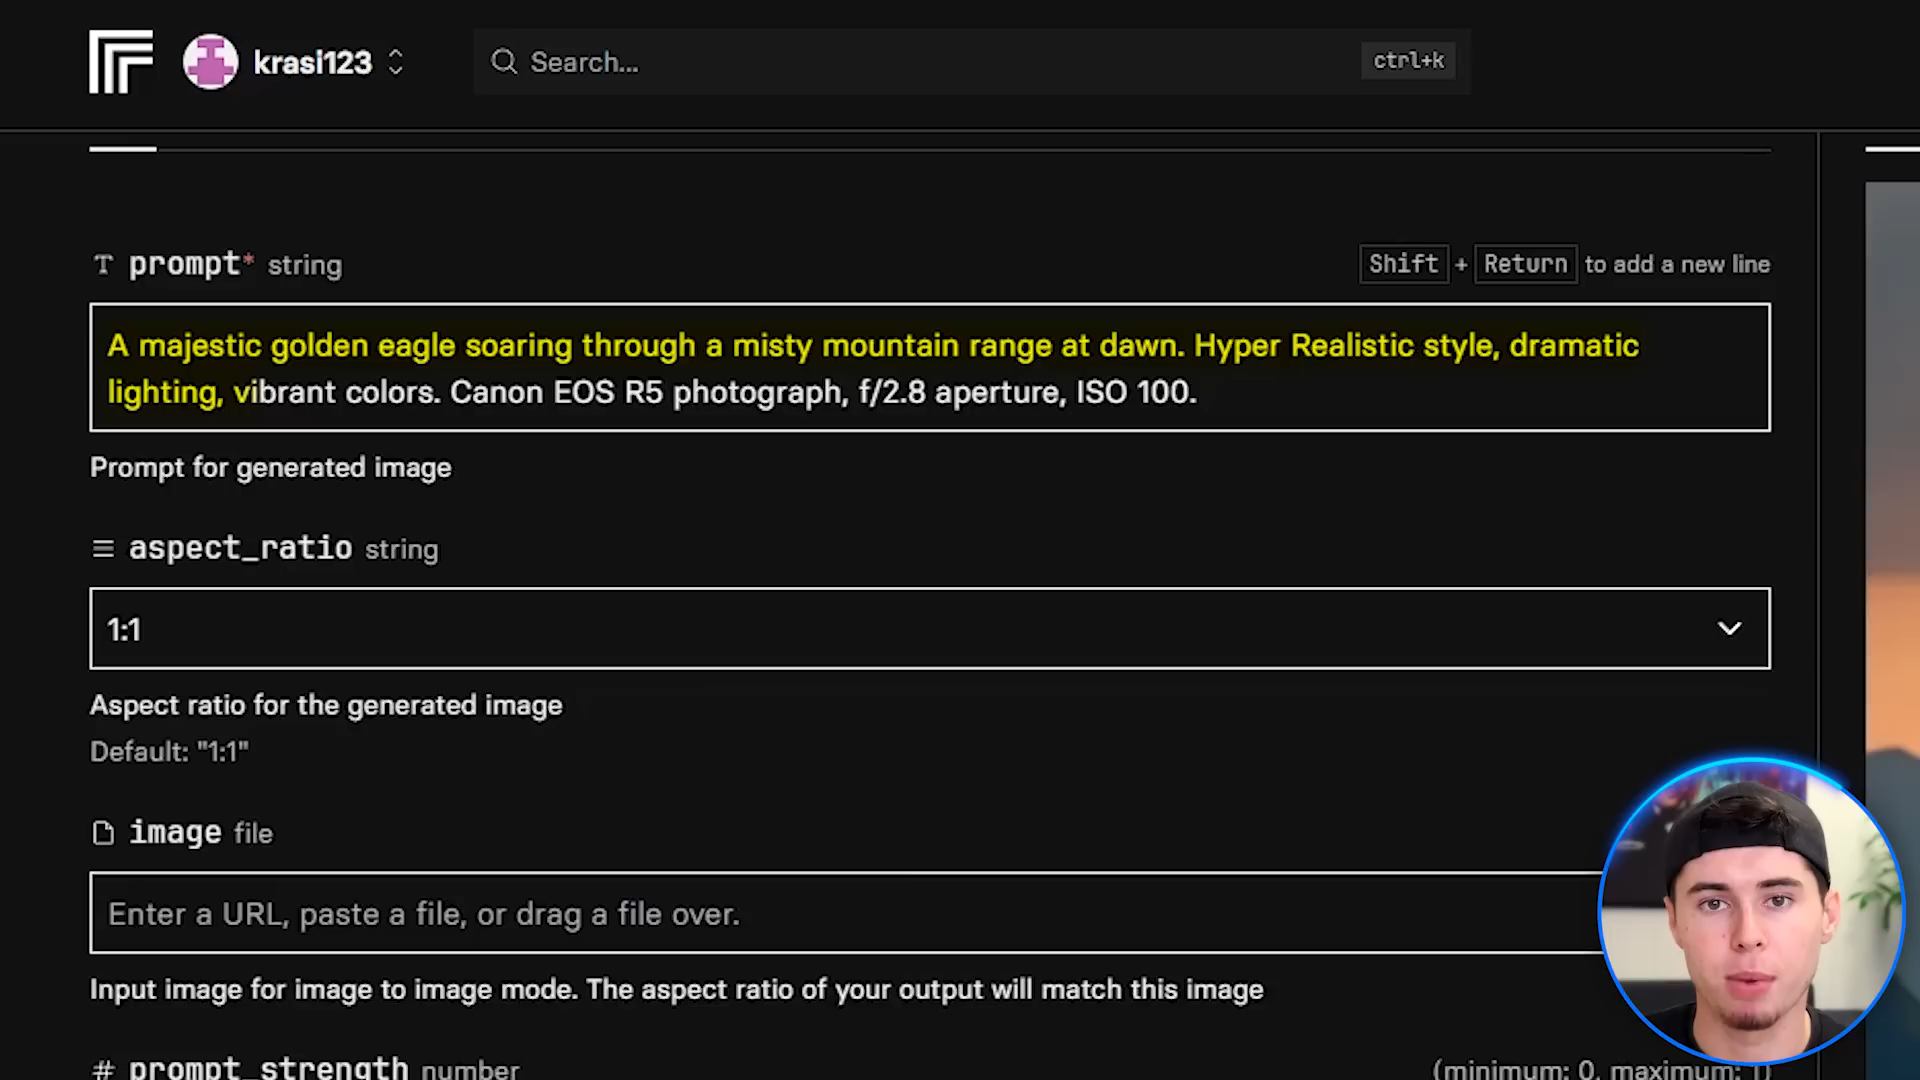 krasi123
Search...
ctrl+k
prompt* string
Shift + Return to add a new line
A majestic golden eagle soaring through a misty mountain range at dawn. Hyper Realistic style, dramatic
lighting, vibrant colors. Canon EOS R5 photograph, f/2.8 aperture, ISO 100.
Prompt for generated image
aspect_ratio string
1:1
Aspect ratio for the generated image
Default: "1:1"
image file
Enter a URL, paste a file, or drag a file over.
Input image for image to image mode. The aspect ratio of your output will match this image
# prompt_strength number
(minimum: 0, maximum: 1)